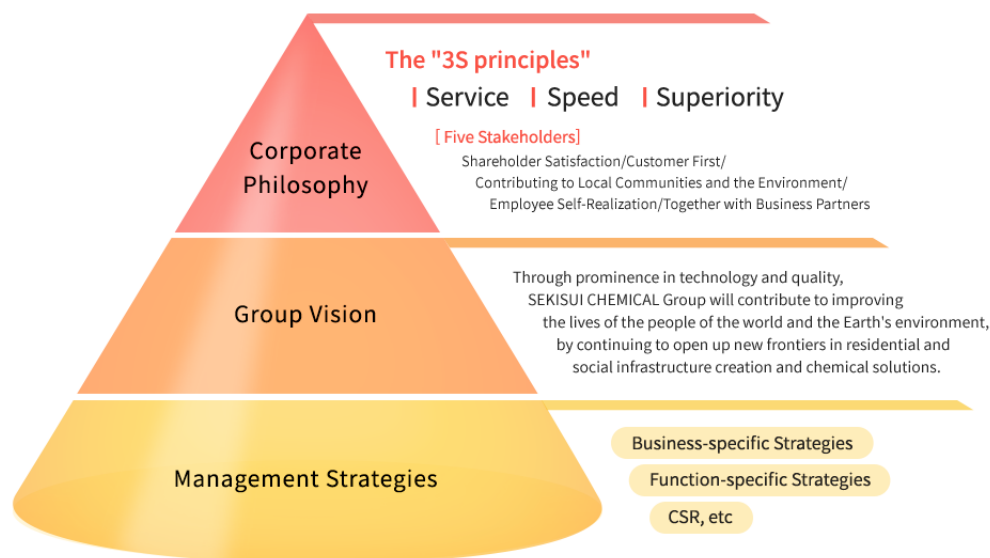 The "3S principles"
Service
Speed
Superiority
[ Five Stakeholders]
Shareholder Satisfaction/Customer First/
Contributing to Local Communities and the Environment/
Employee Self-Realization/Together with Business Partners
Corporate
Philosophy
Through prominence in technology and quality,
SEKISUI CHEMICAL Group will contribute to improving
the lives of the people of the world and the Earth's environment,
by continuing to open up new frontiers in residential and
social infrastructure creation and chemical solutions.
Group Vision
Business-specific Strategies
Function-specific Strategies
CSR, etc
Management Strategies